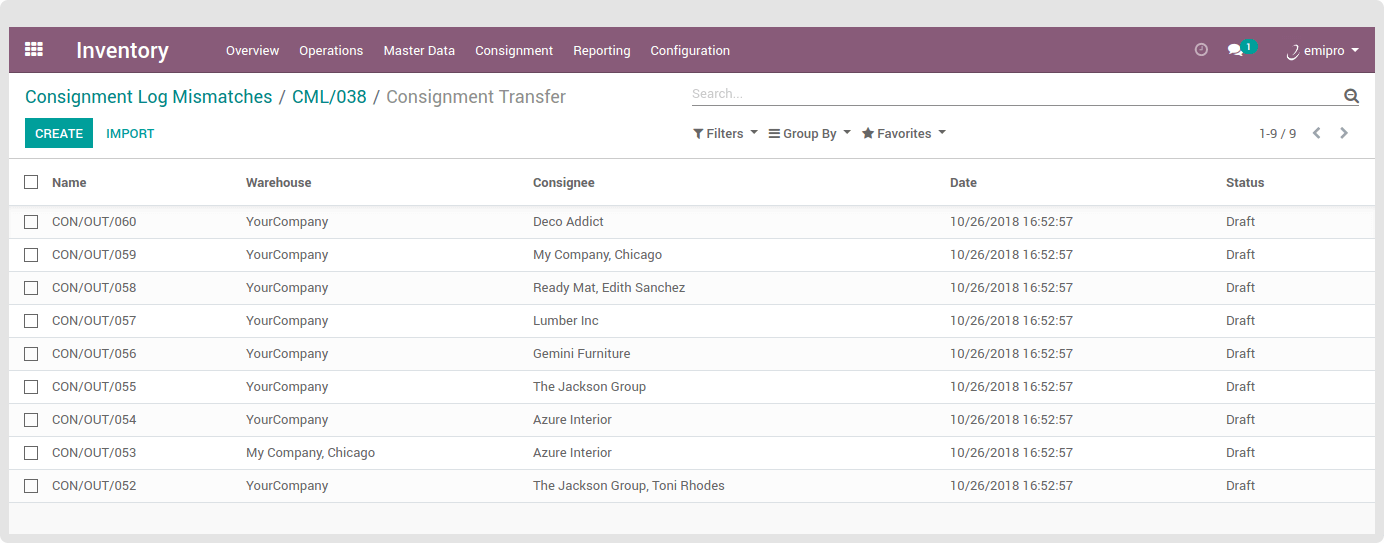 Inventory Overview Operations Master Data Consignment Reporting Configuration 1 emipro
Consignment Log Mismatches / CML/038 / Consignment Transfer Search...
CREATE IMPORT Filters Group By Favorites 1-9 / 9
Name Warehouse Consignee Date Status
CON/OUT/060 YourCompany Deco Addict 10/26/2018 16:52:57 Draft
CON/OUT/059 YourCompany My Company, Chicago 10/26/2018 16:52:57 Draft
CON/OUT/058 YourCompany Ready Mat, Edith Sanchez 10/26/2018 16:52:57 Draft
CON/OUT/057 YourCompany Lumber Inc 10/26/2018 16:52:57 Draft
CON/OUT/056 YourCompany Gemini Furniture 10/26/2018 16:52:57 Draft
CON/OUT/055 YourCompany The Jackson Group 10/26/2018 16:52:57 Draft
CON/OUT/054 YourCompany Azure Interior 10/26/2018 16:52:57 Draft
CON/OUT/053 My Company, Chicago Azure Interior 10/26/2018 16:52:57 Draft
CON/OUT/052 YourCompany The Jackson Group, Toni Rhodes 10/26/2018 16:52:57 Draft